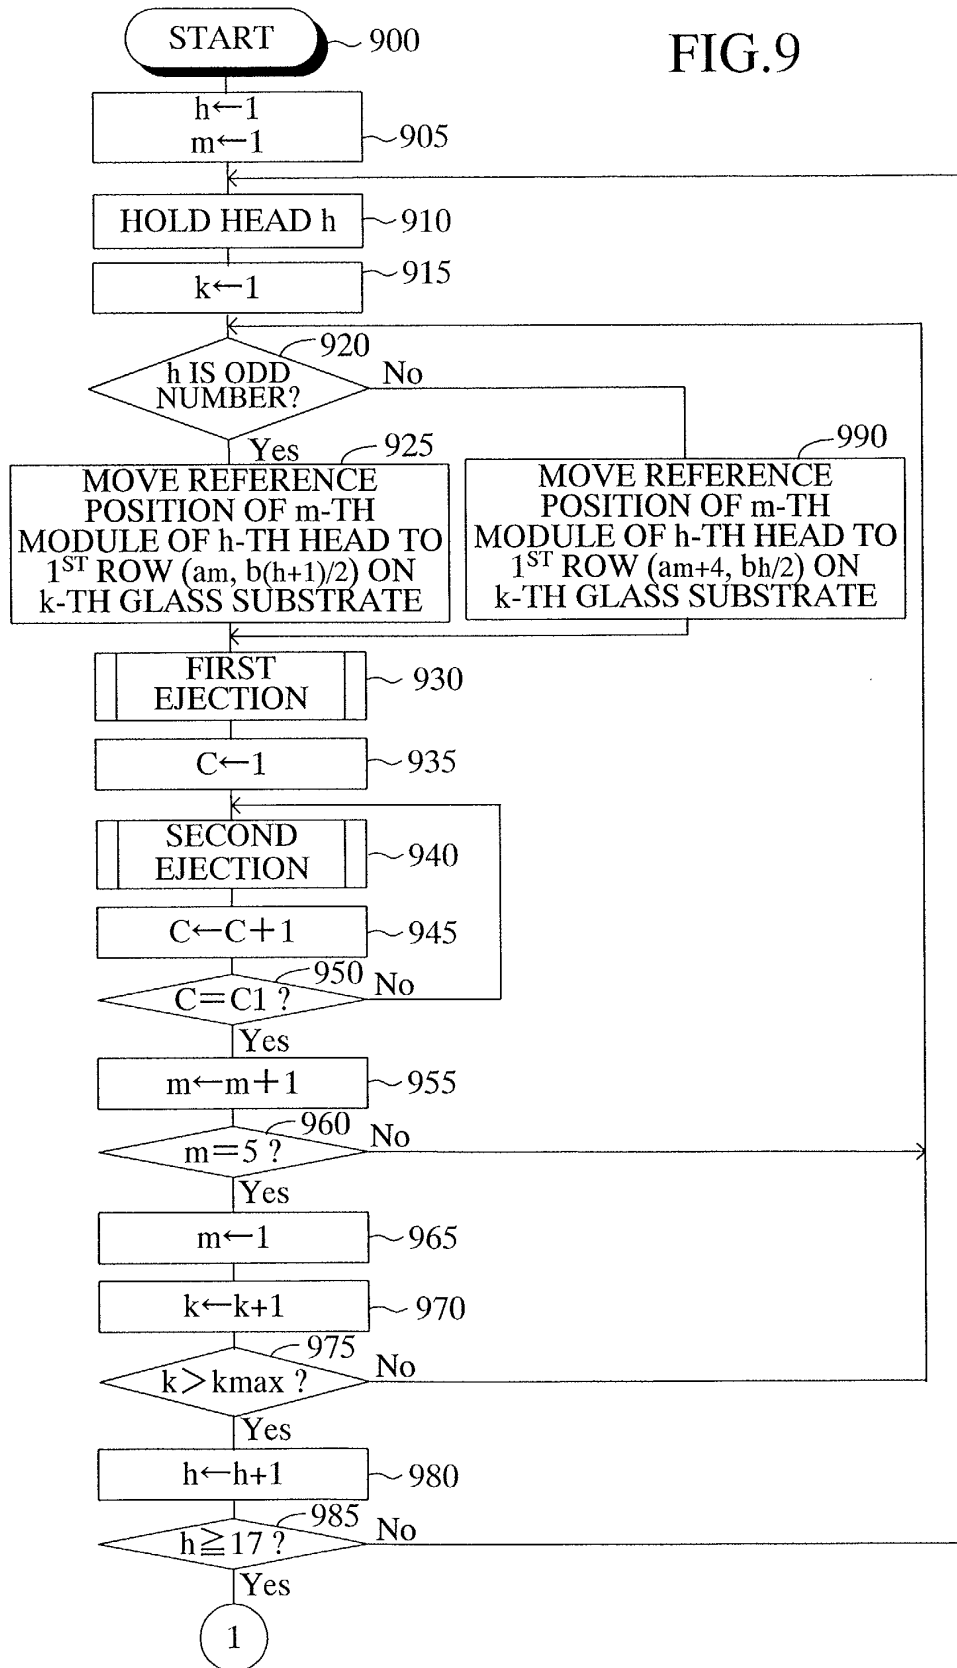 START
900
FIG.9
h←1
m←1
905
HOLD HEAD h
910
915
k←1
920
h IS ODD
NUMBER?
No
Yes
925
990
MOVE REFERENCE
POSITION OF m-TH
MODULE OF h-TH HEAD TO
1ST ROW (am, b(h+1)/2) ON
k-TH GLASS SUBSTRATE
MOVE REFERENCE
POSITION OF m-TH
MODULE OF h-TH HEAD TO
1ST ROW (am+4, bh/2) ON
k-TH GLASS SUBSTRATE
FIRST
EJECTION
930
C←1
935
SECOND
EJECTION
940
C←C+1
945
950
C=C1 ?
No
Yes
m←m+1
955
960
m=5 ?
No
Yes
m←1
965
k←k+1
970
975
k>kmax ?
No
Yes
h←h+1
980
985
h≧17 ?
No
Yes
1